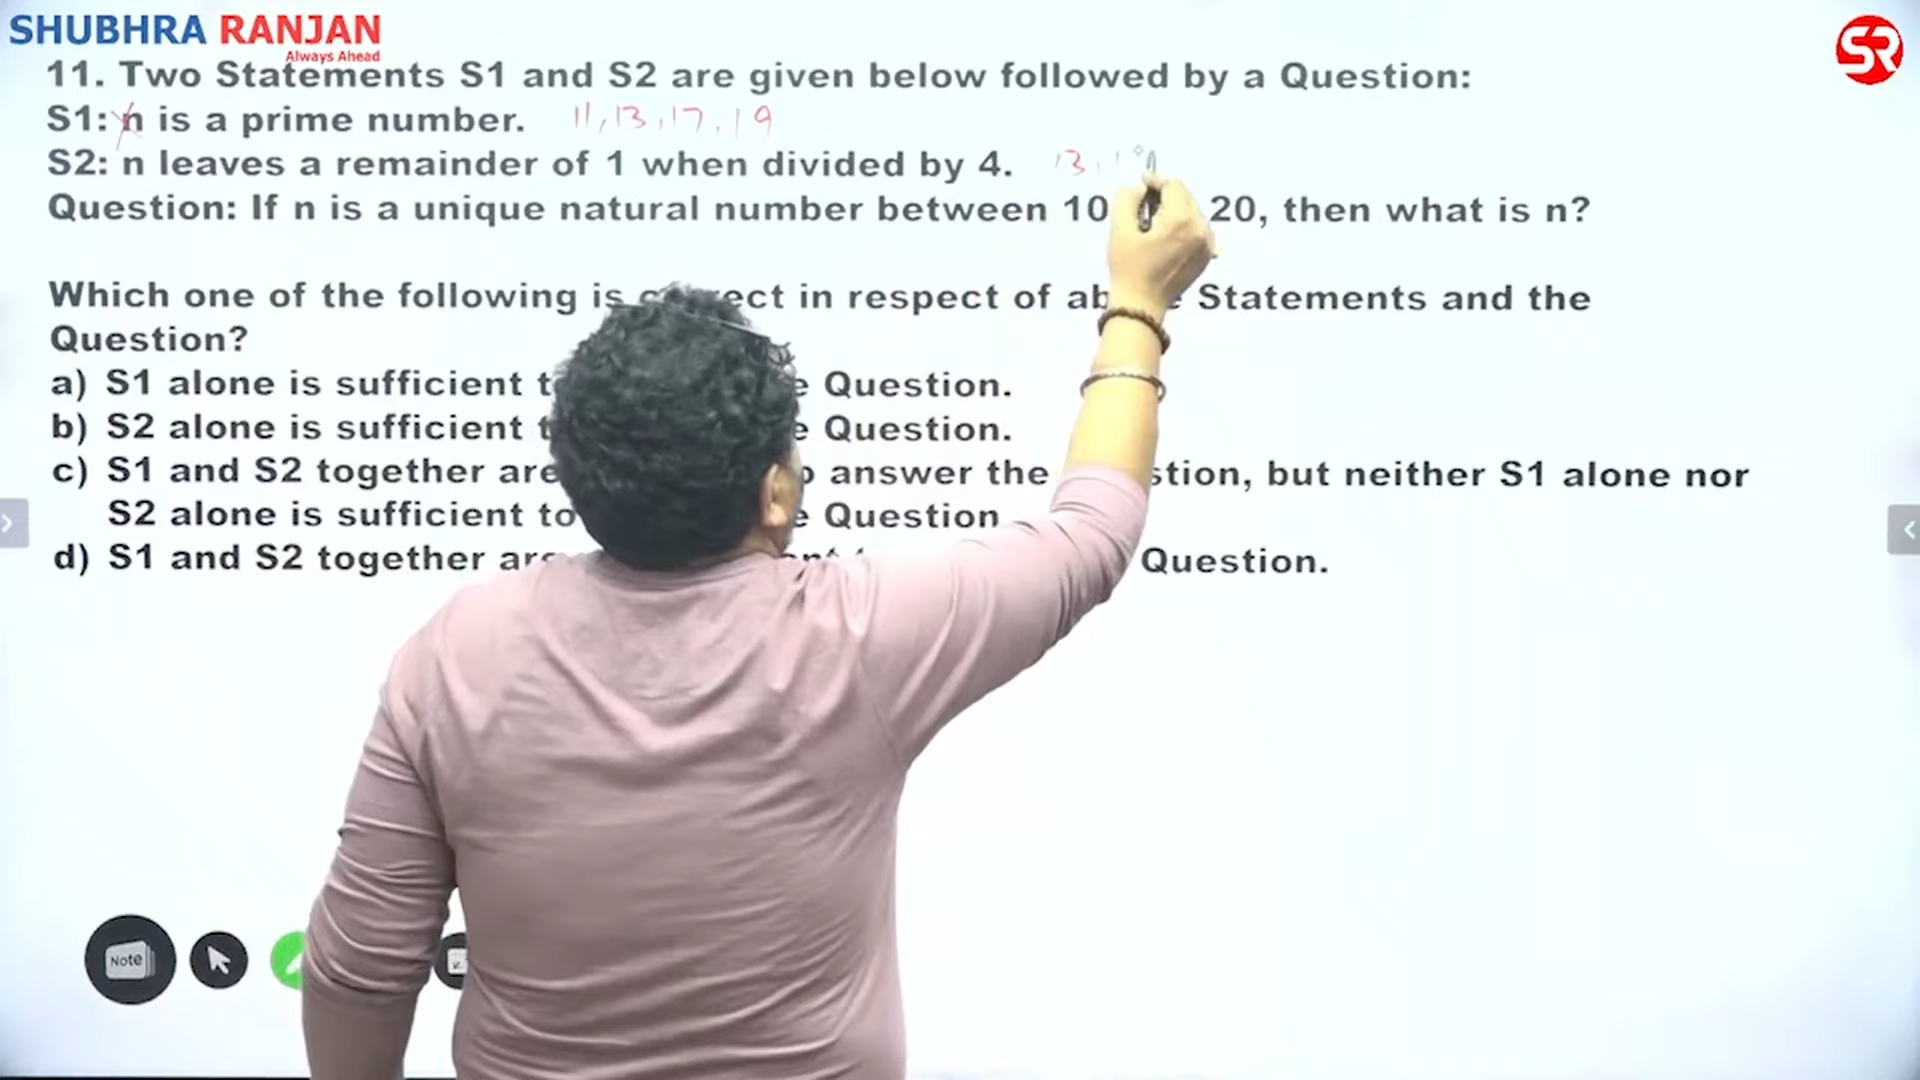 SHUBHRA RANJAN
Always Ahead
SR
11. Two Statements S1 and S2 are given below followed by a Question:
S1: n is a prime number. 11, 13, 17, 19
S2: n leaves a remainder of 1 when divided by 4. 13,
Question: If n is a unique natural number between 10 20, then what is n?
Which one of the following is in respect of Statements and the
Question?
a) S1 alone is sufficient Question.
b) S2 alone is sufficient Question.
c) S1 and S2 together are answer the but neither S1 alone nor
S2 alone is sufficient to Question
d) S1 and S2 together Question.
Note